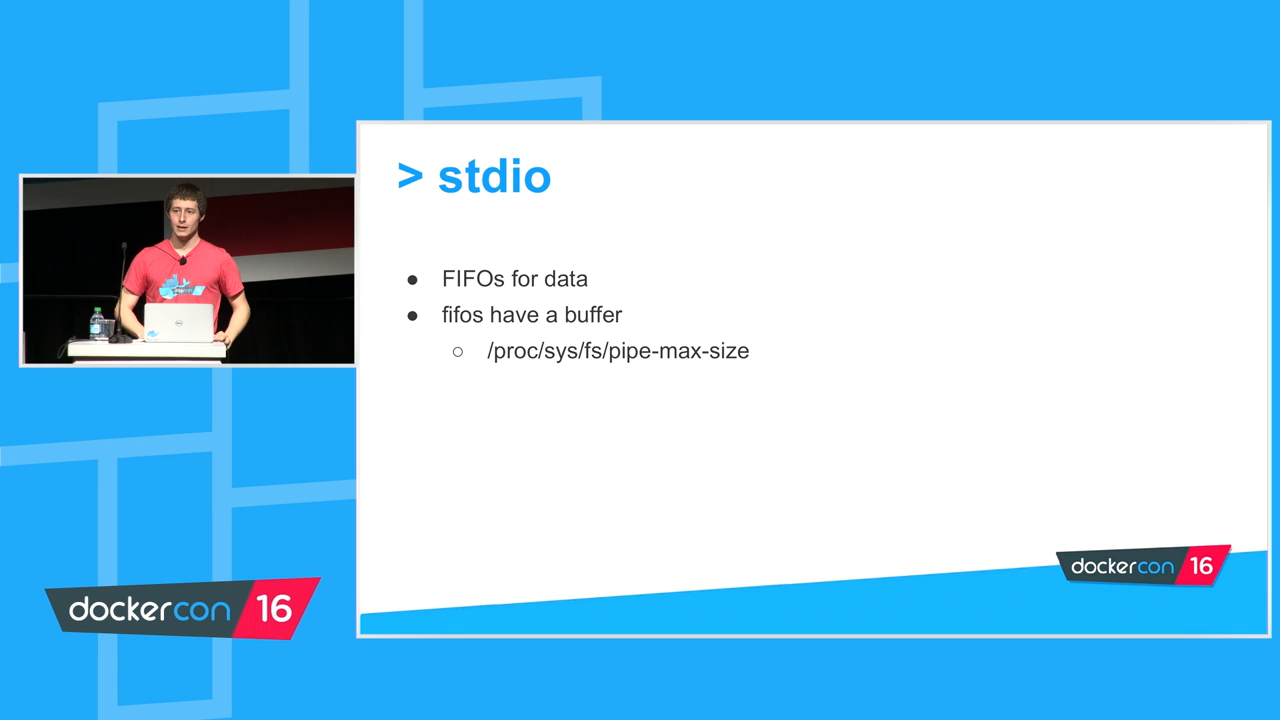 > stdio
● FIFOs for data
● fifos have a buffer
○ /proc/sys/fs/pipe-max-size
dockercon 16
dockercon 16